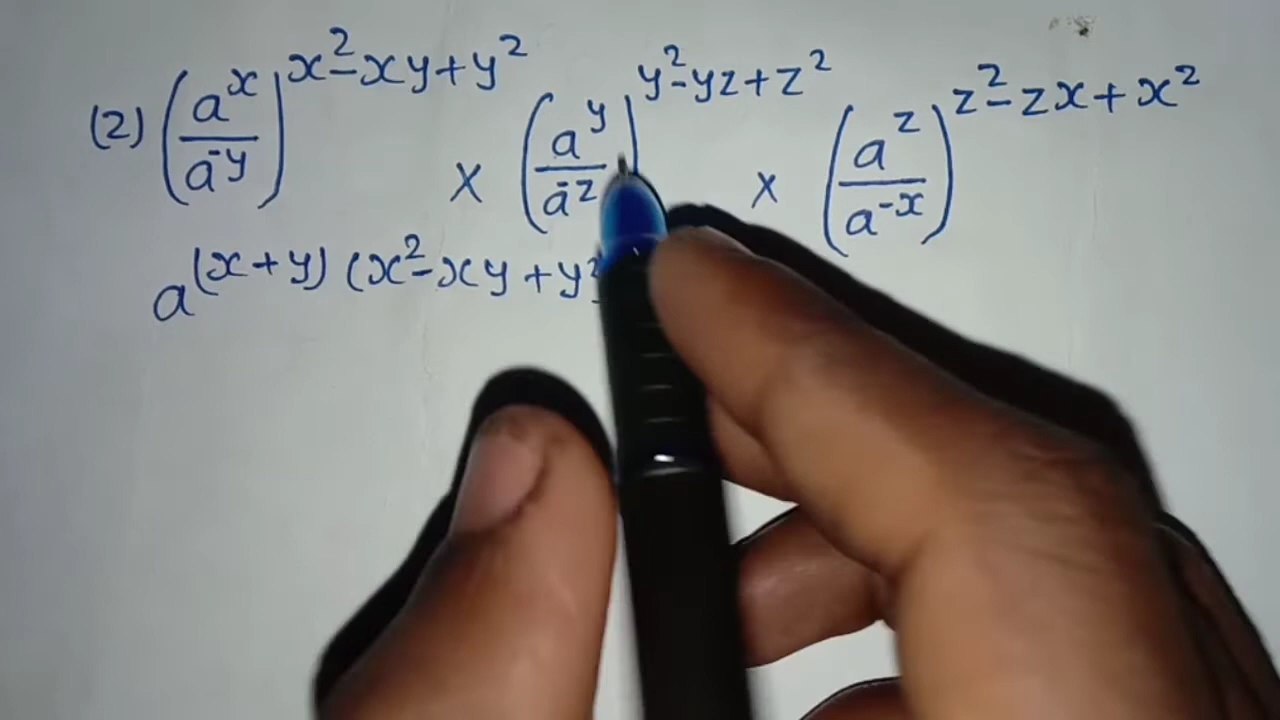 (2) (a^x/a^-y)^x²-xy+y² × (a^y/a^-z)^y²-yz+z² × (a^z/a^-x)^z²-zx+x²
a^(x+y) (x²-xy+y²